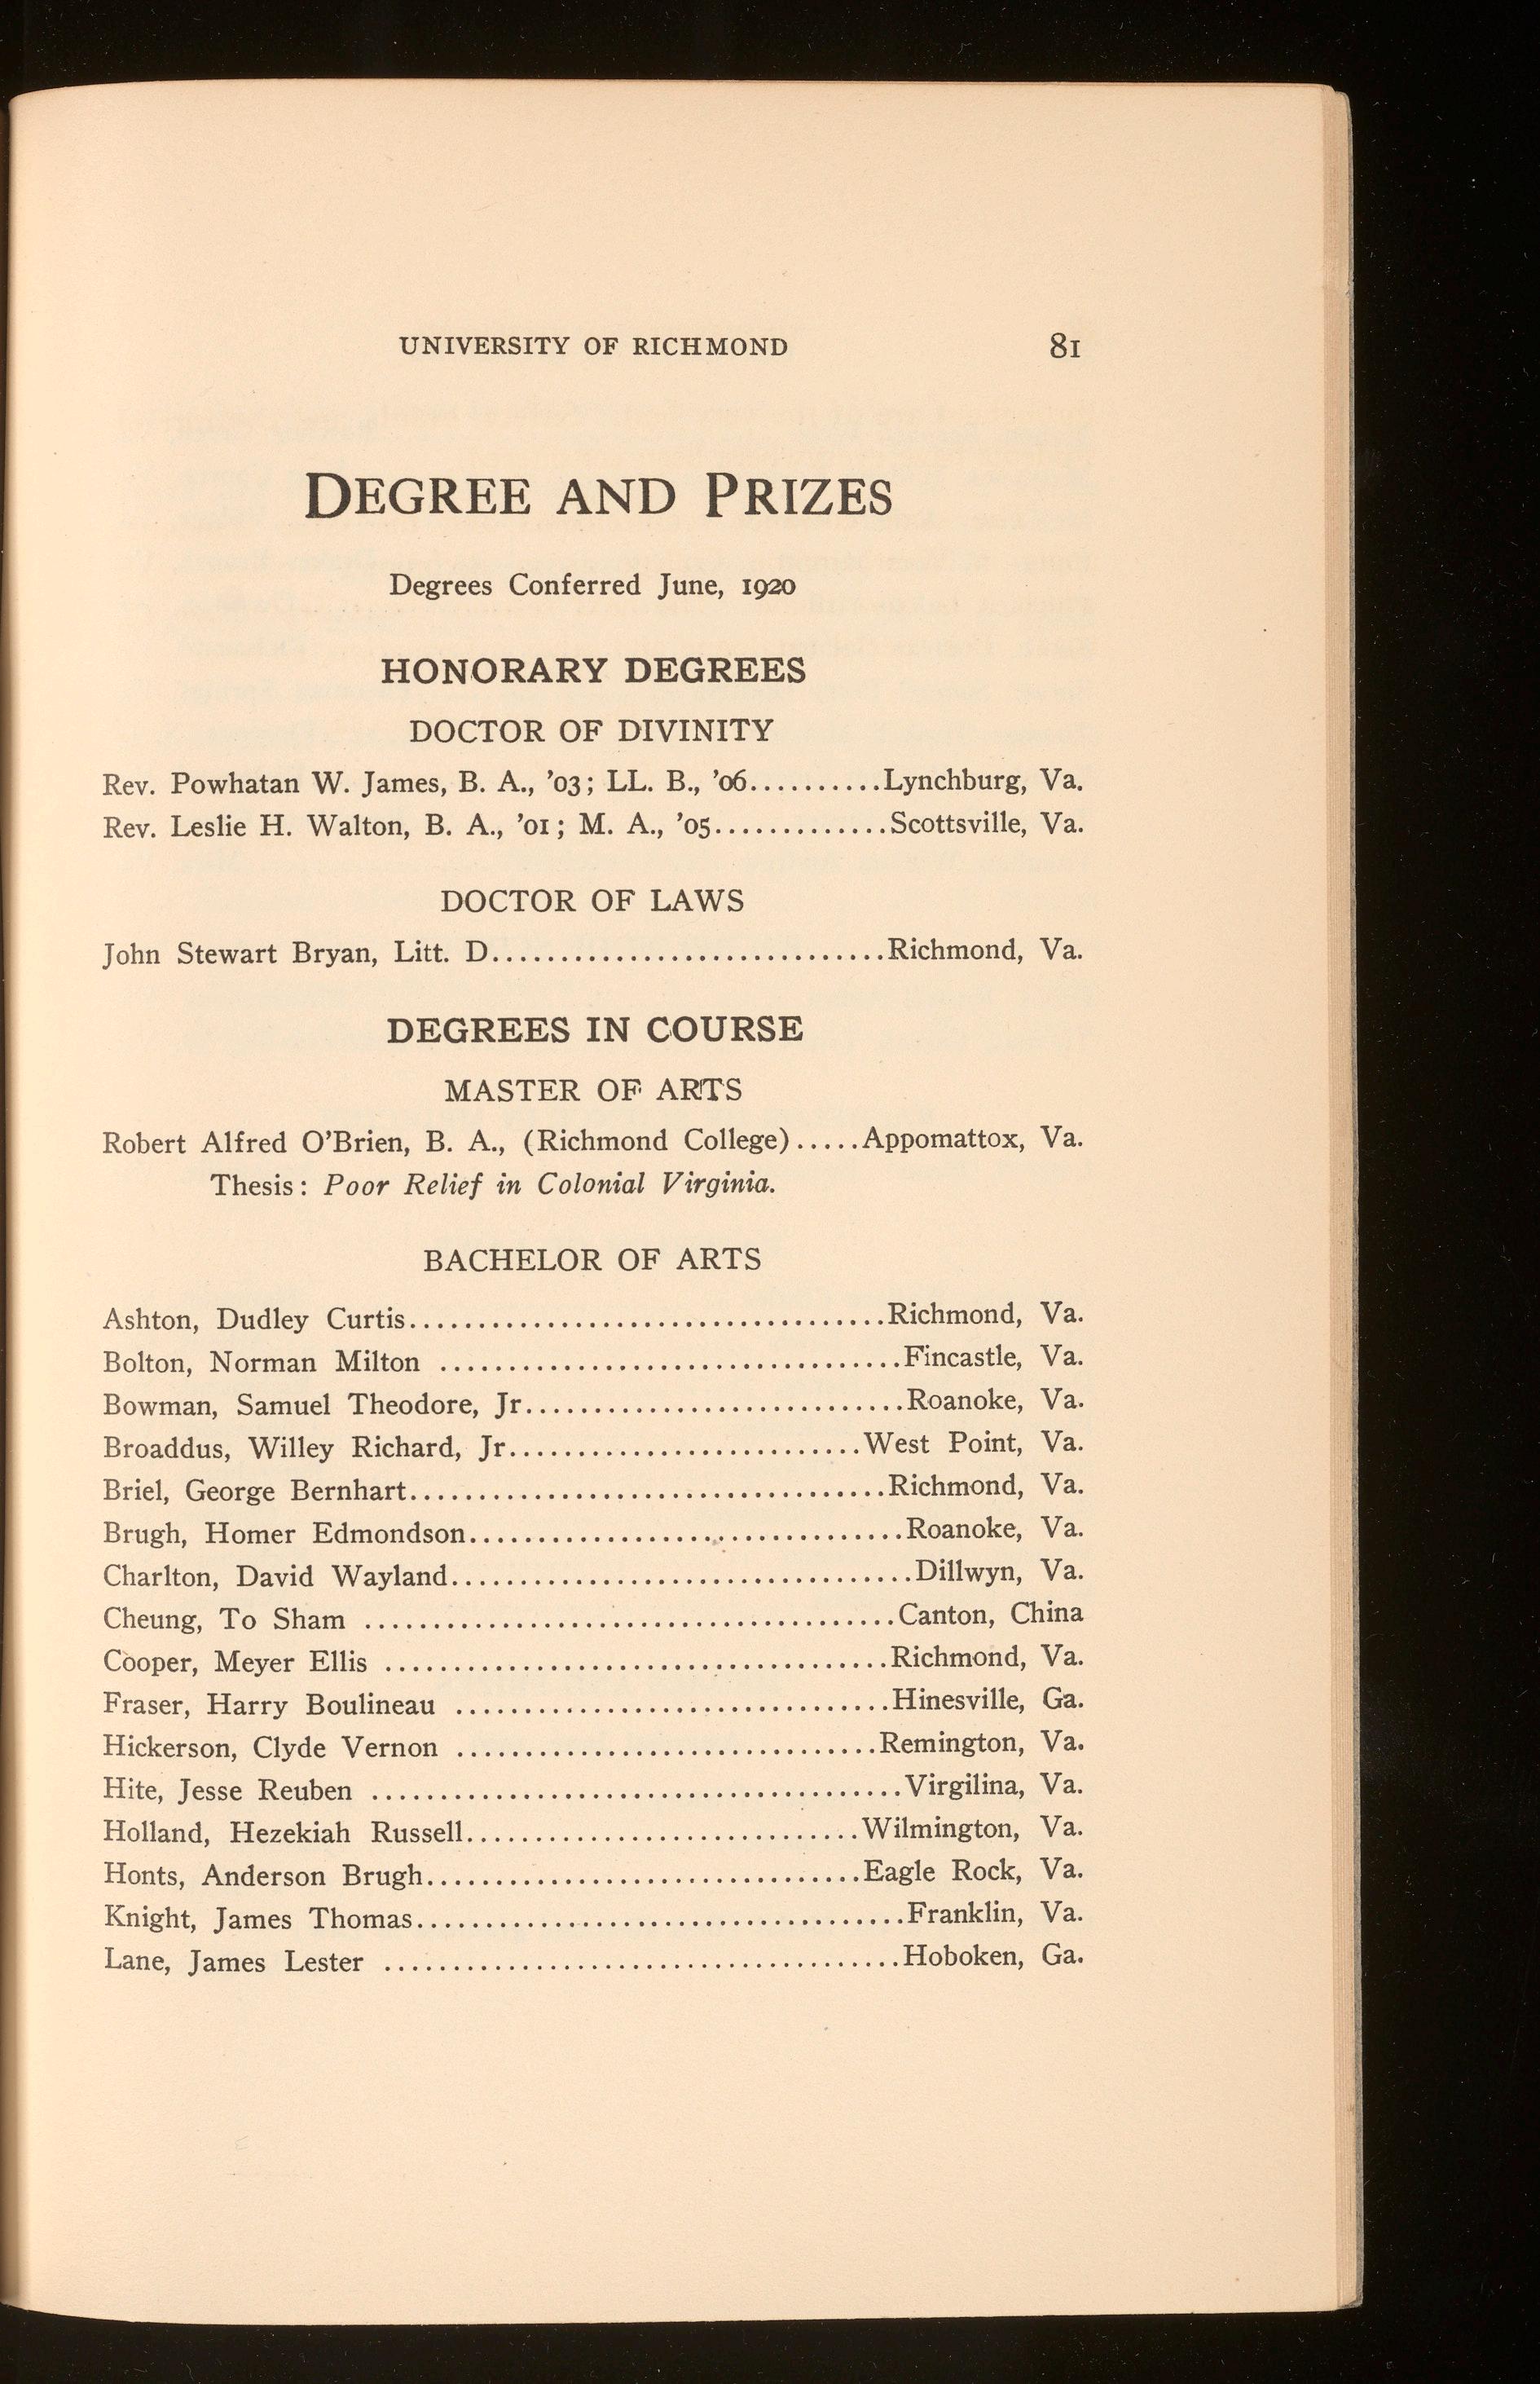 UNIVERSITY OF RICHMOND 81
DEGREE AND PRIZES
Degrees Conferred June, 1920
HONORARY DEGREES
DOCTOR OF DIVINITY
Rev. Powhatan W. James, B. A., '03; LL. B., '06..........Lynchburg, Va.
Rev. Leslie H. Walton, B. A., '01; M. A., '05.............Scottsville, Va.
DOCTOR OF LAWS
John Stewart Bryan, Litt. D.............................Richmond, Va.
DEGREES IN COURSE
MASTER OF ARTS
Robert Alfred O'Brien, B. A., (Richmond College).....Appomattox, Va.
Thesis: Poor Relief in Colonial Virginia.
BACHELOR OF ARTS
Ashton, Dudley Curtis...................................Richmond, Va.
Bolton, Norman Milton ..................................Fincastle, Va.
Bowman, Samuel Theodore, Jr............................Roanoke, Va.
Broaddus, Willey Richard, Jr..........................West Point, Va.
Briel, George Bernhart...................................Richmond, Va.
Brugh, Homer Edmondson................................Roanoke, Va.
Charlton, David Wayland..................................Dillwyn, Va.
Cheung, To Sham .......................................Canton, China
Cooper, Meyer Ellis .....................................Richmond, Va.
Fraser, Harry Boulineau ................................Hinesville, Ga.
Hickerson, Clyde Vernon ...............................Remington, Va.
Hite, Jesse Reuben .......................................Virgilina, Va.
Holland, Hezekiah Russell.............................Wilmington, Va.
Honts, Anderson Brugh................................Eagle Rock, Va.
Knight, James Thomas....................................Franklin, Va.
Lane, James Lester ......................................Hoboken, Ga.